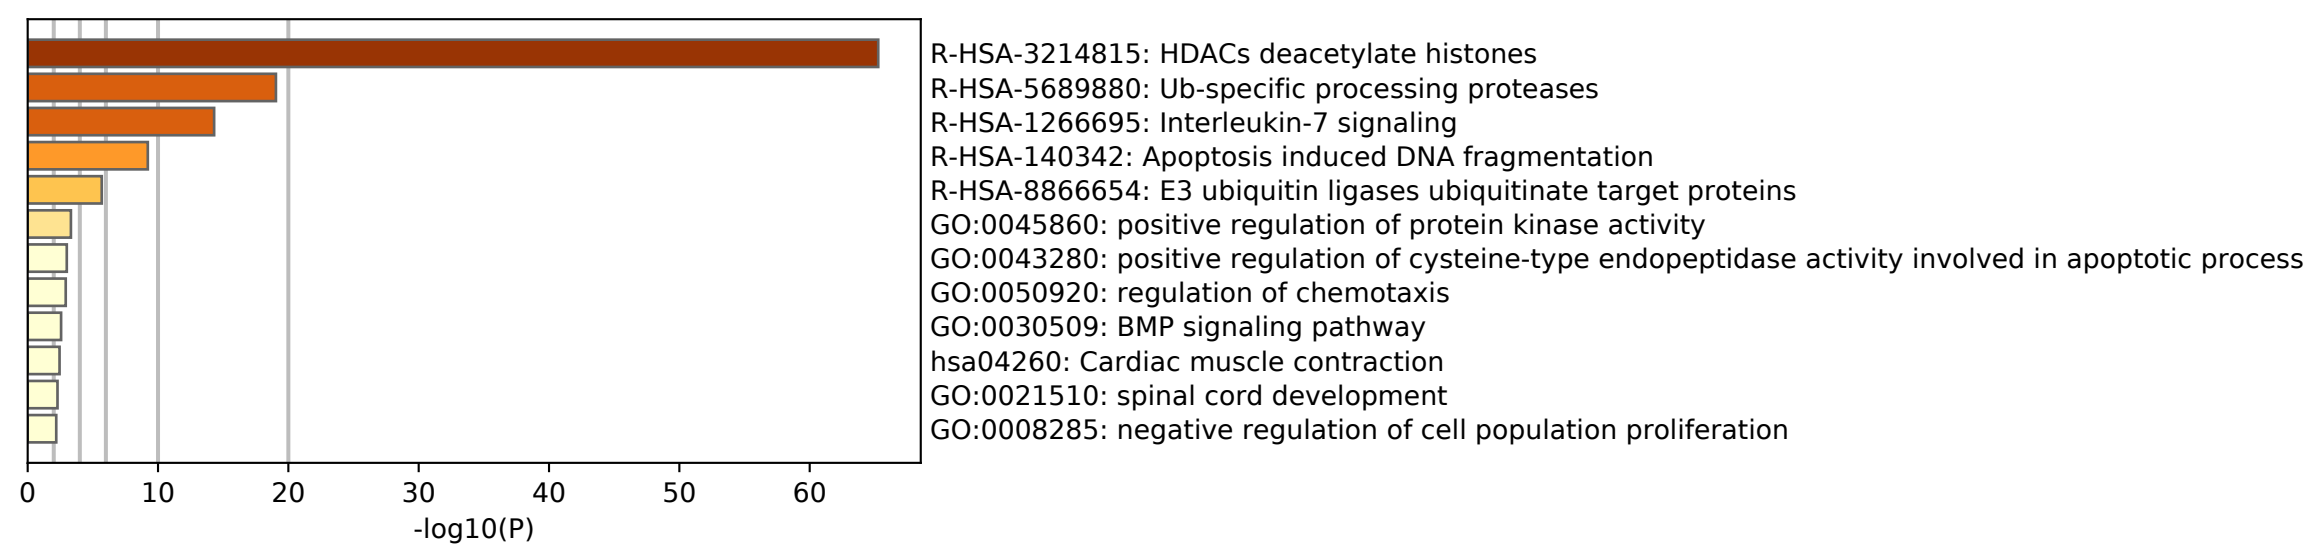 R-HSA-3214815: HDACs deacetylate histones
R-HSA-5689880: Ub-specific processing proteases
R-HSA-1266695: Interleukin-7 signaling
R-HSA-140342: Apoptosis induced DNA fragmentation
R-HSA-8866654: E3 ubiquitin ligases ubiquitinate target proteins
GO:0045860: positive regulation of protein kinase activity
GO:0043280: positive regulation of cysteine-type endopeptidase activity involved in apoptotic process
GO:0050920: regulation of chemotaxis
GO:0030509: BMP signaling pathway
hsa04260: Cardiac muscle contraction
GO:0021510: spinal cord development
GO:0008285: negative regulation of cell population proliferation
0 10 20 30 40 50 60
-log10(P)